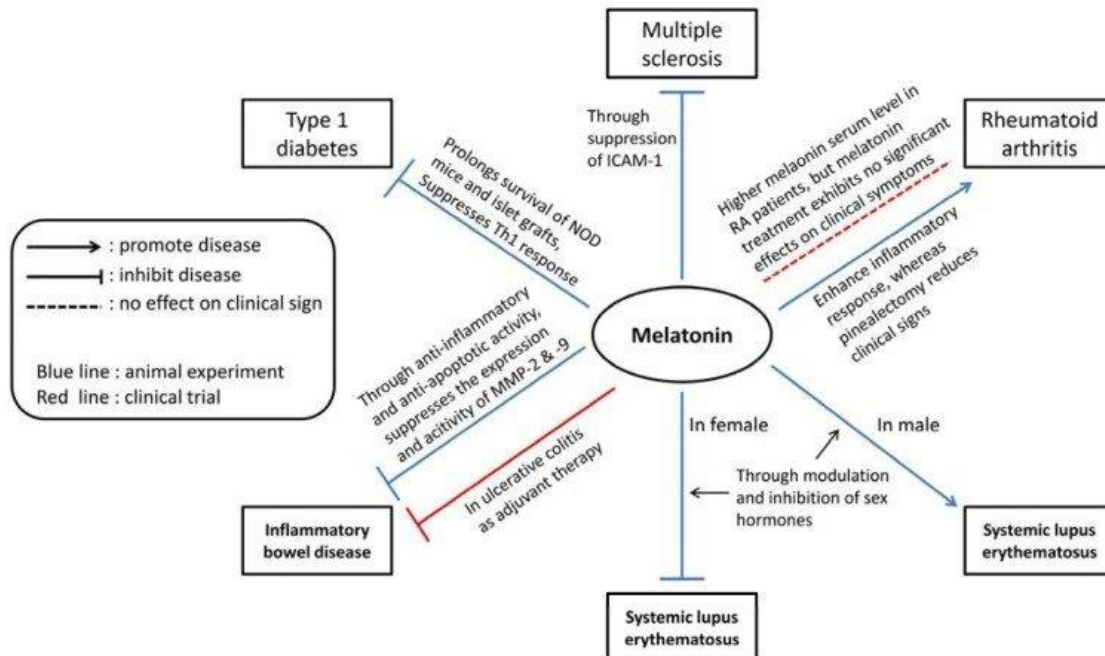 Multiple
sclerosis
Type 1
diabetes
Rheumatoid
arthritis
Through
suppression
of ICAM-1
Prolongs survival of NOD
mice and islet grafts,
Suppresses Th1 response
Higher melaonin serum level in
RA patients, but melatonin
treatment exhibits no significant
effects on clinical symptoms
Enhance inflammatory
response, whereas
pinealectomy reduces
clinical signs
: promote disease
: inhibit disease
: no effect on clinical sign
Blue line : animal experiment
Red line : clinical trial
Melatonin
Through anti-inflammatory
and anti-apoptotic activity,
suppresses the expression
and acitivity of MMP-2 & -9
In ulcerative colitis
as adjuvant therapy
In female
In male
Through modulation
and inhibition of sex
hormones
Inflammatory
bowel disease
Systemic lupus
erythematosus
Systemic lupus
erythematosus